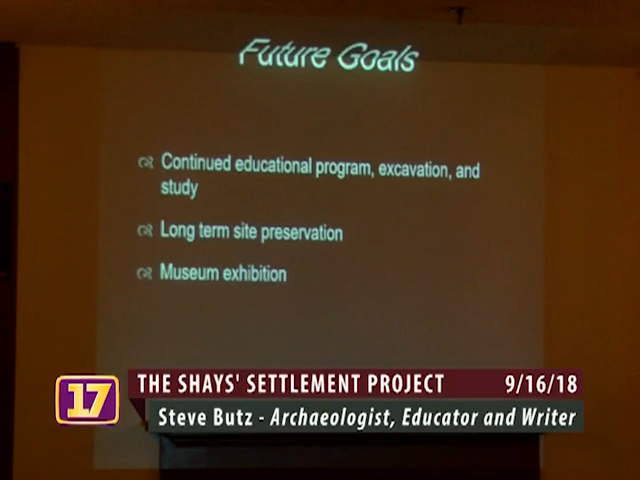 Future Goals
Continued educational program, excavation, and
study
Long term site preservation
Museum exhibition
17
THE SHAYS' SETTLEMENT PROJECT 9/16/18
Steve Butz - Archaeologist, Educator and Writer